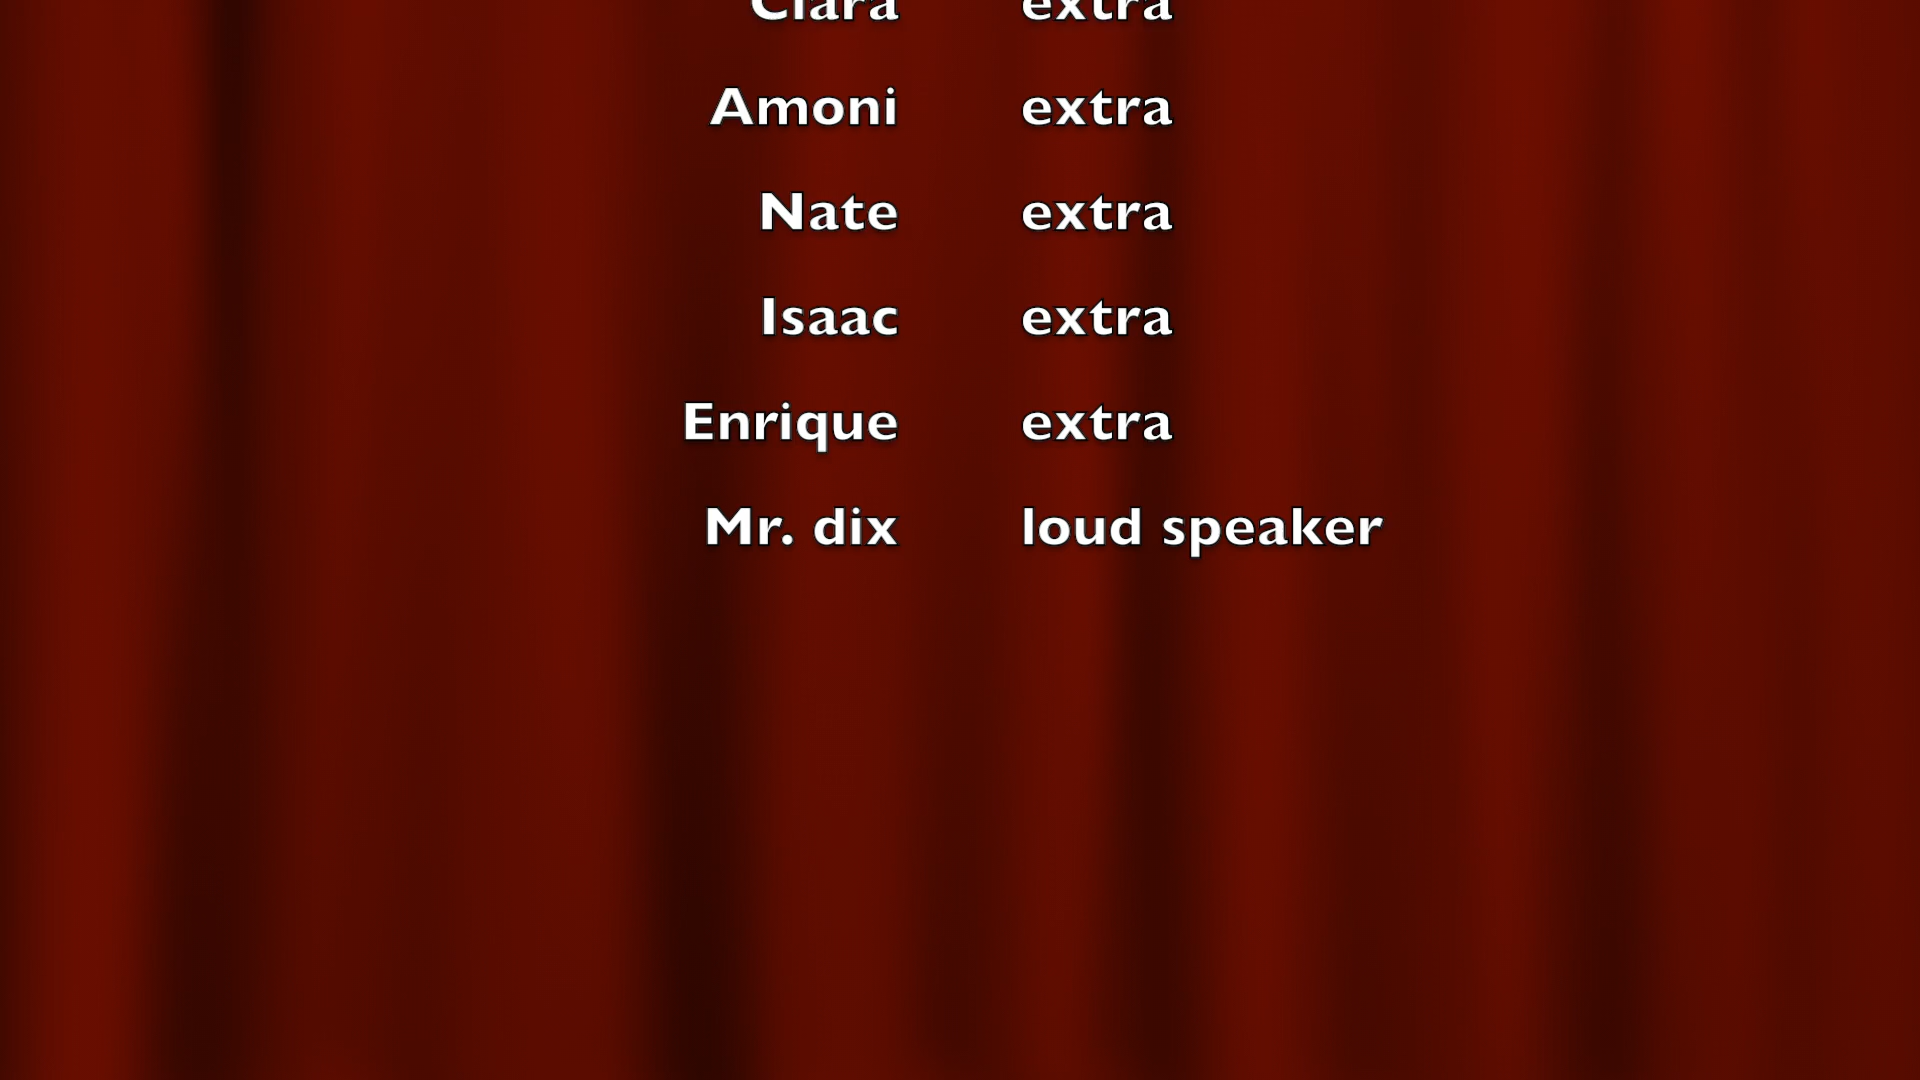 Clara extra
Amoni extra
Nate extra
Isaac extra
Enrique extra
Mr. dix loud speaker